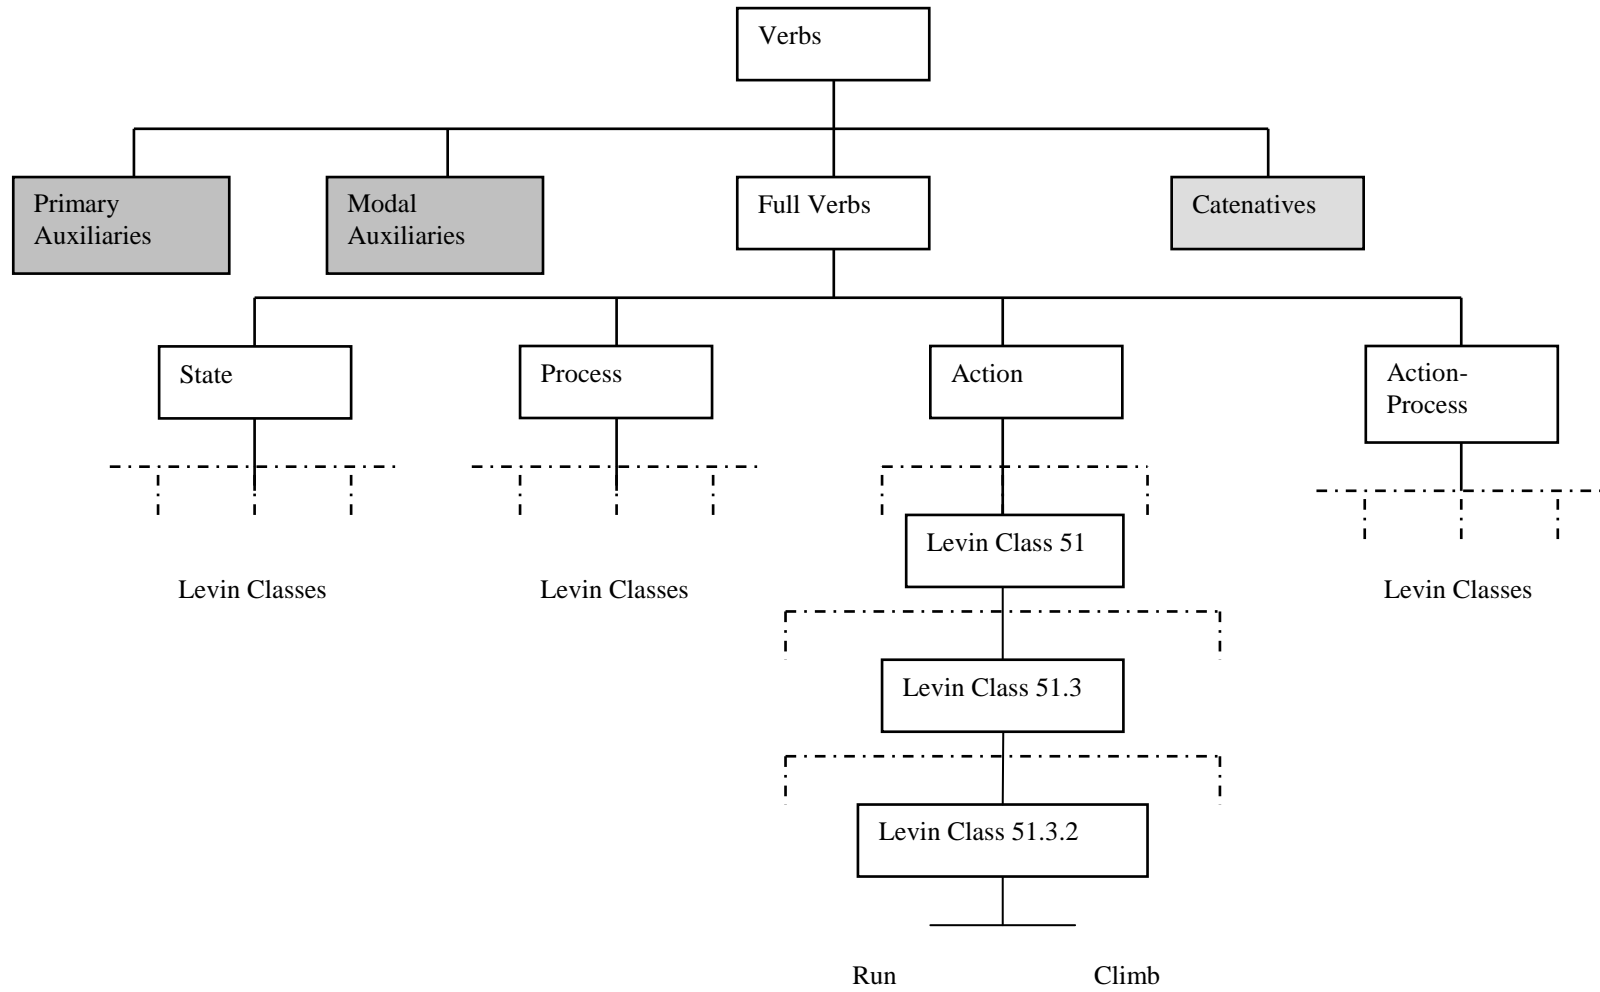 Verbs
Primary
Auxiliaries
Modal
Auxiliaries
Full Verbs
Catenatives
State
Process
Action
Action-
Process
Levin Class 51
Levin Classes
Levin Classes
Levin Classes
Levin Class 51.3
Levin Class 51.3.2
Run
Climb